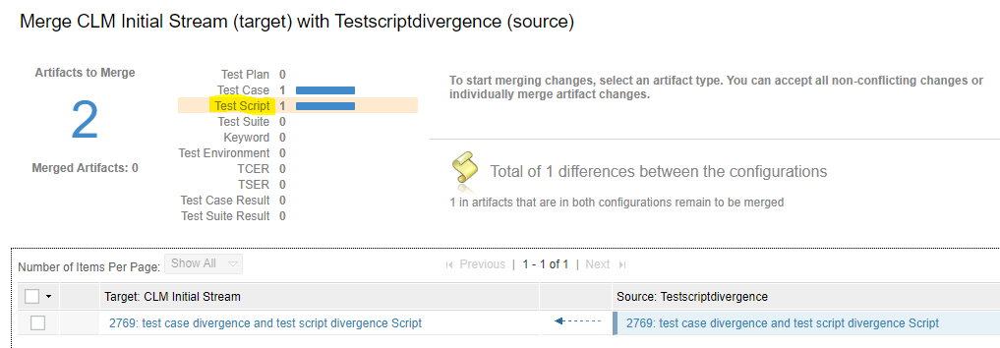 Merge CLM Initial Stream (target) with Testscriptdivergence (source)
Artifacts to Merge
2
Merged Artifacts: 0
Test Plan 0
Test Case 1
Test Script 1
Test Suite 0
Keyword 0
Test Environment 0
TCER 0
TSER 0
Test Case Result 0
Test Suite Result 0
To start merging changes, select an artifact type. You can accept all non-conflicting changes or
individually merge artifact changes.
Total of 1 differences between the configurations
1 in artifacts that are in both configurations remain to be merged
Number of Items Per Page: Show All
Previous | 1 - 1 of 1 | Next
Target: CLM Initial Stream Source: Testscriptdivergence
2769: test case divergence and test script divergence Script 2769: test case divergence and test script divergence Script